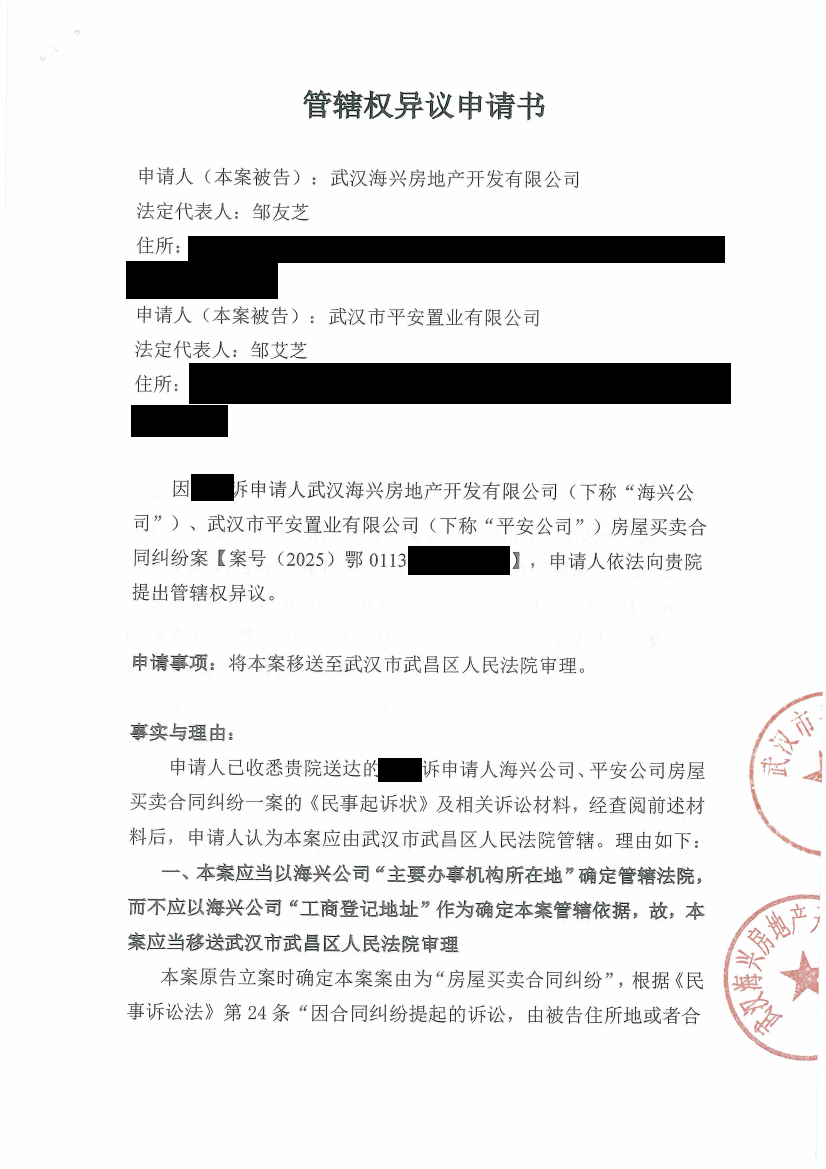 管辖权异议申请书
申请人（本案被告）：武汉海兴房地产开发有限公司
法定代表人：邹友芝
住所：
申请人（本案被告）：武汉市平安置业有限公司
法定代表人：邹艾芝
住所：
因 诉申请人武汉海兴房地产开发有限公司（下称“海兴公
司”）、武汉市平安置业有限公司（下称“平安公司”）房屋买卖合
同纠纷案【案号（2025）鄂 0113 】，申请人依法向贵院
提出管辖权异议。
申请事项：将本案移送至武汉市武昌区人民法院审理。
事实与理由：
申请人已收悉贵院送达的 诉申请人海兴公司、平安公司房屋
买卖合同纠纷一案的《民事起诉状》及相关诉讼材料，经查阅前述材
料后，申请人认为本案应由武汉市武昌区人民法院管辖。理由如下：
一、本案应当以海兴公司“主要办事机构所在地”确定管辖法院，
而不应以海兴公司“工商登记地址”作为确定本案管辖依据，故，本
案应当移送武汉市武昌区人民法院审理
本案原告立案时确定本案案由为“房屋买卖合同纠纷”，根据《民
事诉讼法》第 24 条“因合同纠纷提起的诉讼，由被告住所地或者合
武汉市
武汉海兴房地产开